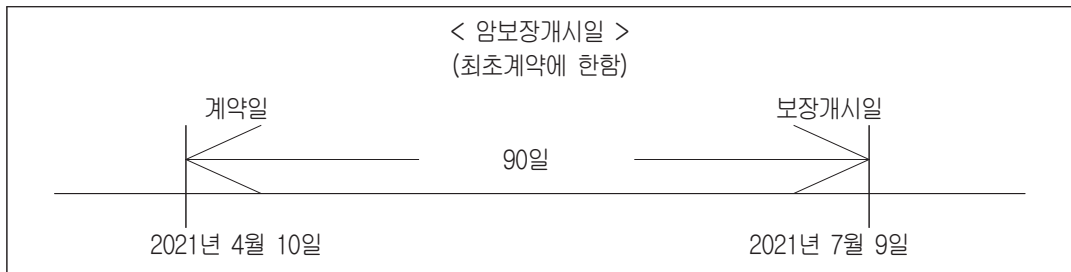 < 암보장개시일 >
(최초계약에 한함)
계약일
보장개시일
90일
2021년 4월 10일
2021년 7월 9일